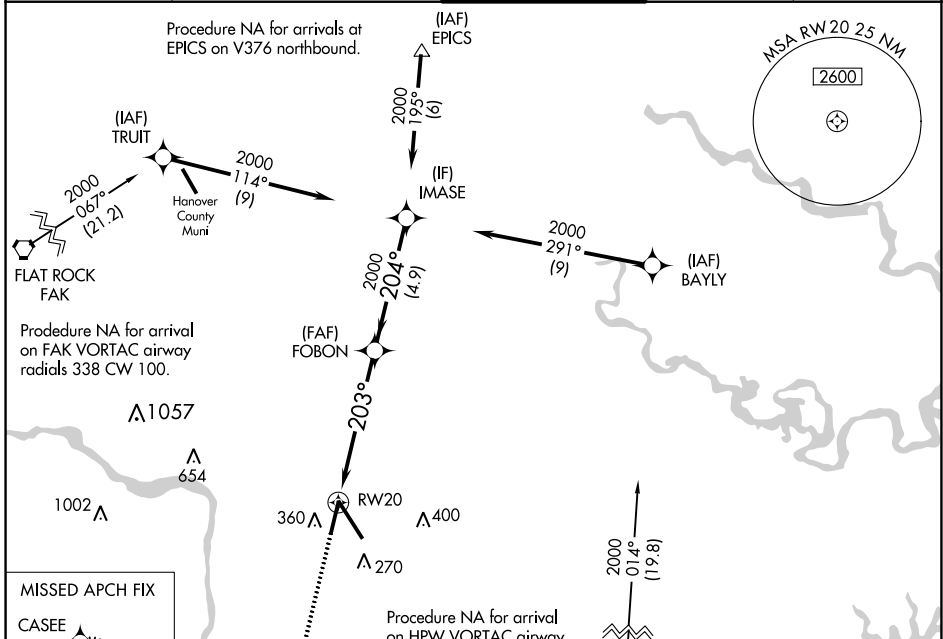 Procedure NA for arrivals at
EPICS on V376 northbound.
(IAF)
EPICS
MSA RW20 25 NM
2600
2000
195°
(6)
(IAF)
TRUIT
2000
114°
(9)
(IF)
IMASE
2000
067°
(21.2)
Hanover
County
Muni
FLAT ROCK
FAK
2000
291°
(9)
(IAF)
BAYLY
2000
204°
(4.9)
Prodedure NA for arrival
on FAK VORTAC airway
radials 338 CW 100.
(FAF)
FOBON
203°
1057
654
1002
RW20
360
400
270
2000
014°
(19.8)
MISSED APCH FIX
CASEE
Procedure NA for arrival
on HPW VORTAC airway